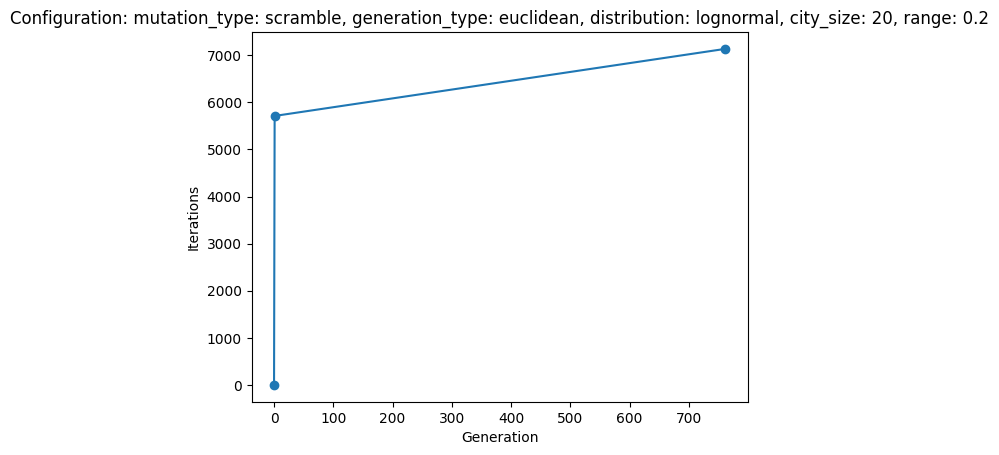 Configuration: mutation_type: scramble, generation_type: euclidean, distribution: lognormal, city_size: 20, range: 0.2
7000
6000
5000
4000
3000
2000
1000
0
Iterations
0 100 200 300 400 500 600 700
Generation